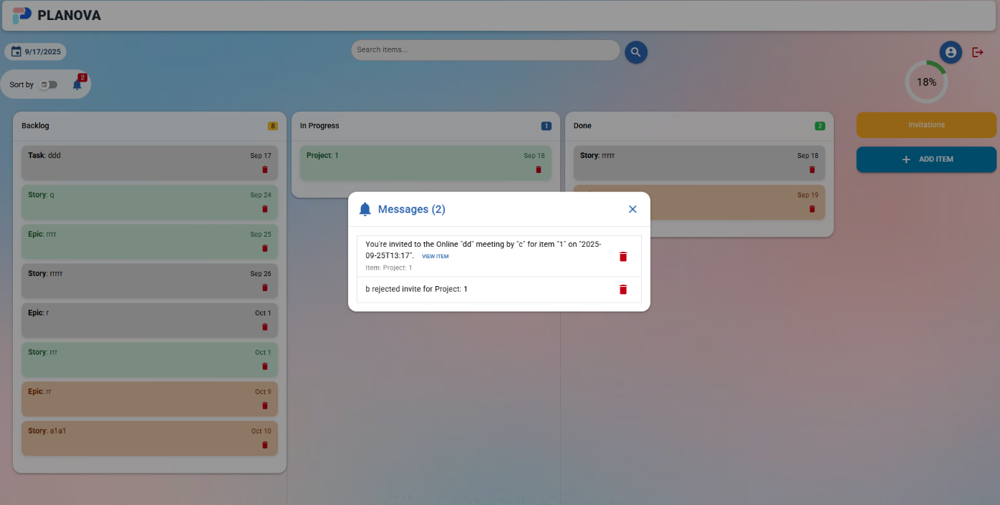 PLANOVA
9/17/2025
Search items...
Sort by
2
18%
Backlog
8
Task: ddd
Sep 17
Story: q
Sep 24
Epic: rrrr
Sep 25
Story: rrrrr
Sep 26
Epic: r
Oct 1
Story: rrr
Oct 1
Epic: rr
Oct 9
Story: a1a1
Oct 10
In Progress
1
Project: 1
Sep 18
Done
2
Story: rrrrr
Sep 18
Sep 19
Invitations
ADD ITEM
Messages (2)
You're invited to the Online "dd" meeting by "c" for item "1" on "2025-
09-25T13:17". VIEW ITEM
Item: Project: 1
b rejected invite for Project: 1